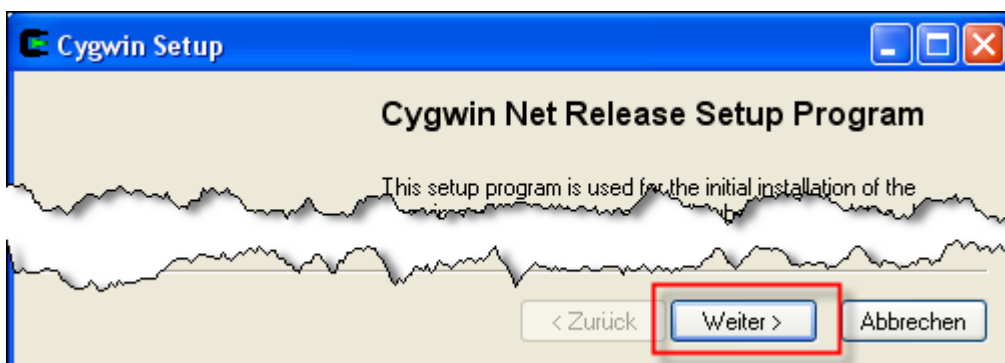 Cygwin Setup
Cygwin Net Release Setup Program
This setup program is used for the initial installation of the
< Zurück Weiter > Abbrechen